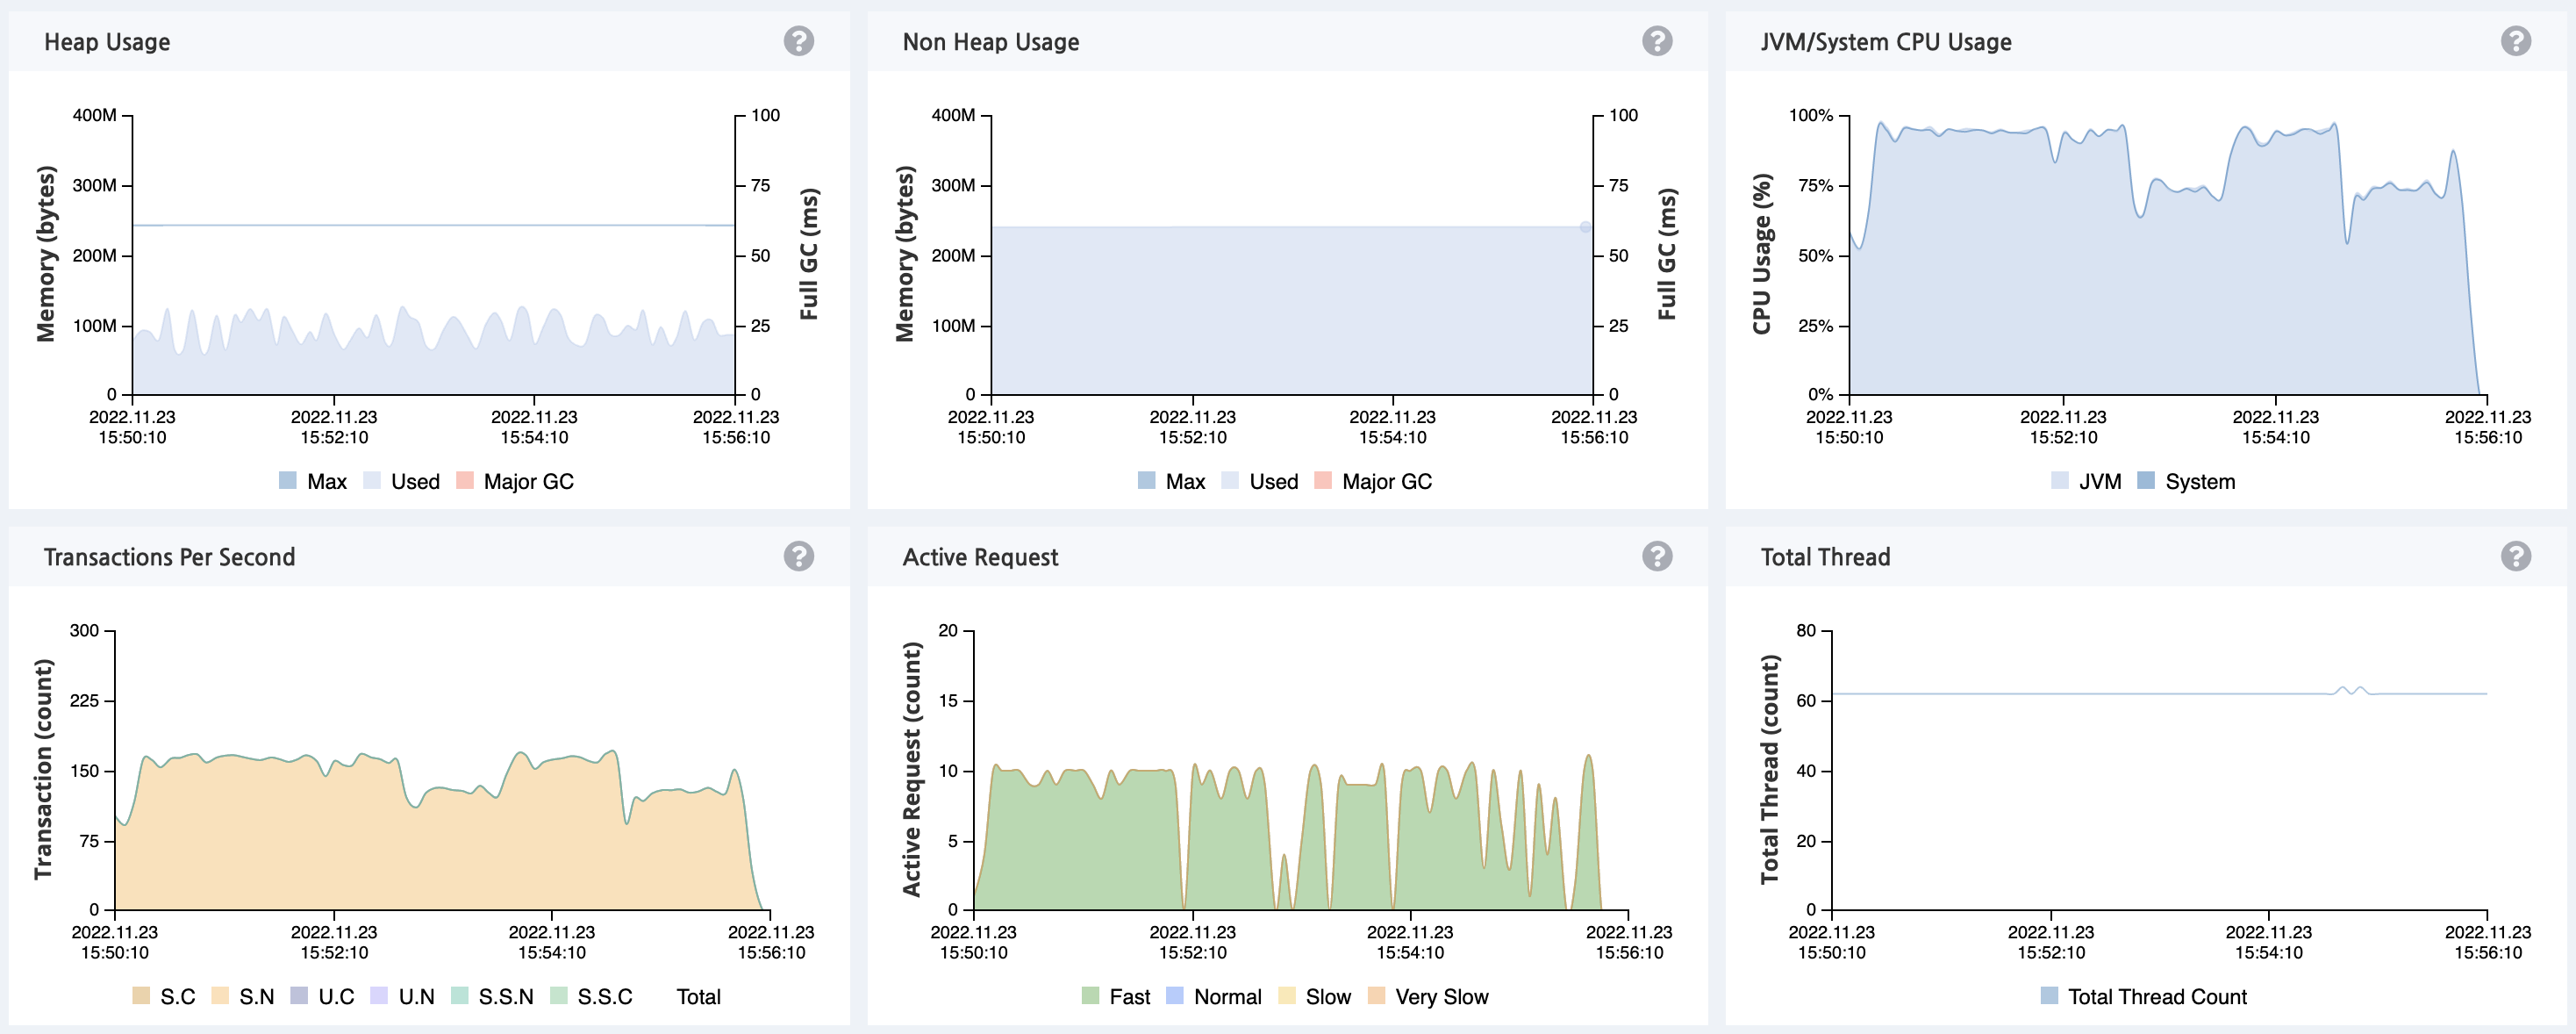 Heap Usage
?
Non Heap Usage
?
JVM/System CPU Usage
?
Memory (bytes)
400M
300M
200M
100M
0
100
75
50
25
0
Full GC (ms)
2022.11.23 2022.11.23 2022.11.23 2022.11.23
15:50:10 15:52:10 15:54:10 15:56:10
Max Used Major GC
Memory (bytes)
400M
300M
200M
100M
0
100
75
50
25
0
Full GC (ms)
2022.11.23 2022.11.23 2022.11.23 2022.11.23
15:50:10 15:52:10 15:54:10 15:56:10
Max Used Major GC
CPU Usage (%)
100%
75%
50%
25%
0%
2022.11.23 2022.11.23 2022.11.23 2022.11.23
15:50:10 15:52:10 15:54:10 15:56:10
JVM System
Transactions Per Second
?
Active Request
?
Total Thread
?
Transaction (count)
300
225
150
75
0
2022.11.23 2022.11.23 2022.11.23 2022.11.23
15:50:10 15:52:10 15:54:10 15:56:10
S.C S.N U.C U.N S.S.N S.S.C Total
Active Request (count)
20
15
10
5
0
2022.11.23 2022.11.23 2022.11.23 2022.11.23
15:50:10 15:52:10 15:54:10 15:56:10
Fast Normal Slow Very Slow
Total Thread (count)
80
60
40
20
0
2022.11.23 2022.11.23 2022.11.23 2022.11.23
15:50:10 15:52:10 15:54:10 15:56:10
Total Thread Count